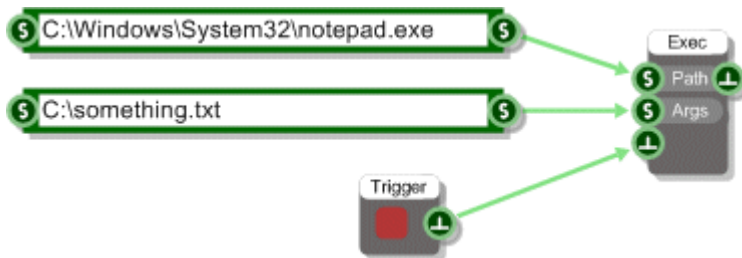 C:\Windows\System32\notepad.exe
Exec
S Path
C:\something.txt
S Args
Trigger